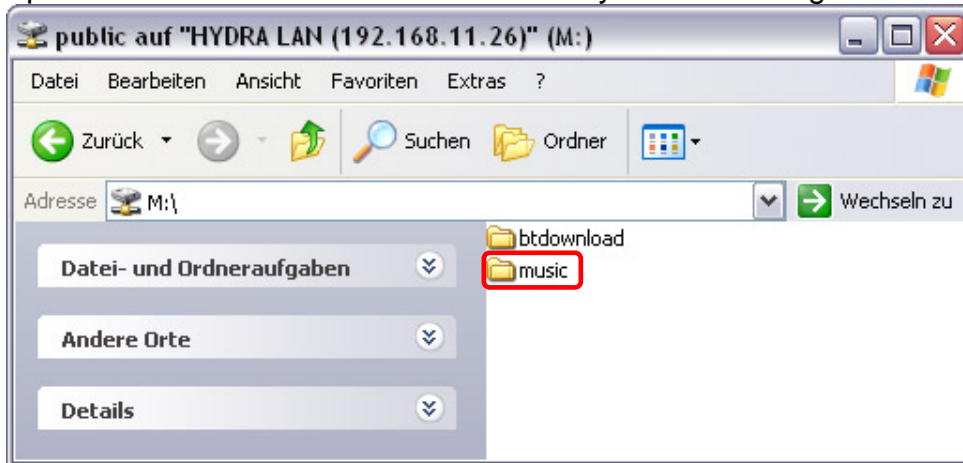 public auf "HYDRA LAN (192.168.11.26)" (M:)
Datei Bearbeiten Ansicht Favoriten Extras ?
Zurück Suchen Ordner
Adresse M:\ Wechseln zu
btdownload
Datei- und Ordneraufgaben music
Andere Orte
Details